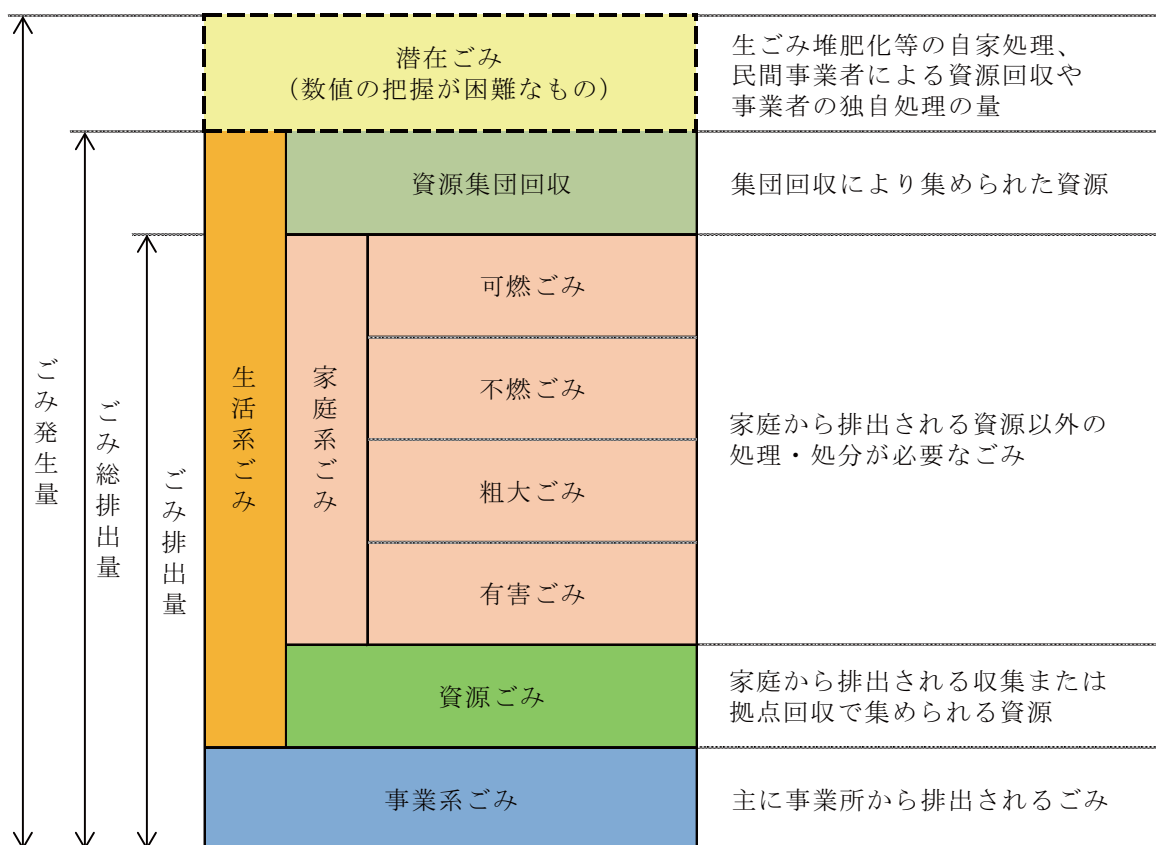 潜在ごみ
（数値の把握が困難なもの）
生ごみ堆肥化等の自家処理、
民間事業者による資源回収や
事業者の独自処理の量
資源集団回収
集団回収により集められた資源
ごみ発生量
ごみ総排出量
ごみ排出量
生活系ごみ
家庭系ごみ
可燃ごみ
不燃ごみ
粗大ごみ
有害ごみ
家庭から排出される資源以外の
処理・処分が必要なごみ
資源ごみ
家庭から排出される収集または
拠点回収で集められる資源
事業系ごみ
主に事業所から排出されるごみ